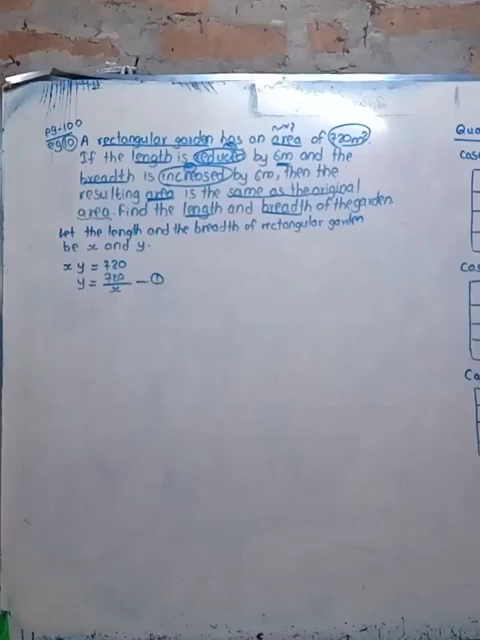 Pg-100
eg10 A rectangular garden has an area of 720m².
If the length is reduced by 6m and the
breadth is increased by 6m, then the
resulting area is the same as the original
area. Find the length and breadth of the garden
Let the length and the breadth of rectangular garden
be x and y.
xy = 720
y = 720/x — ①
Qua
Case
Ca
Ca